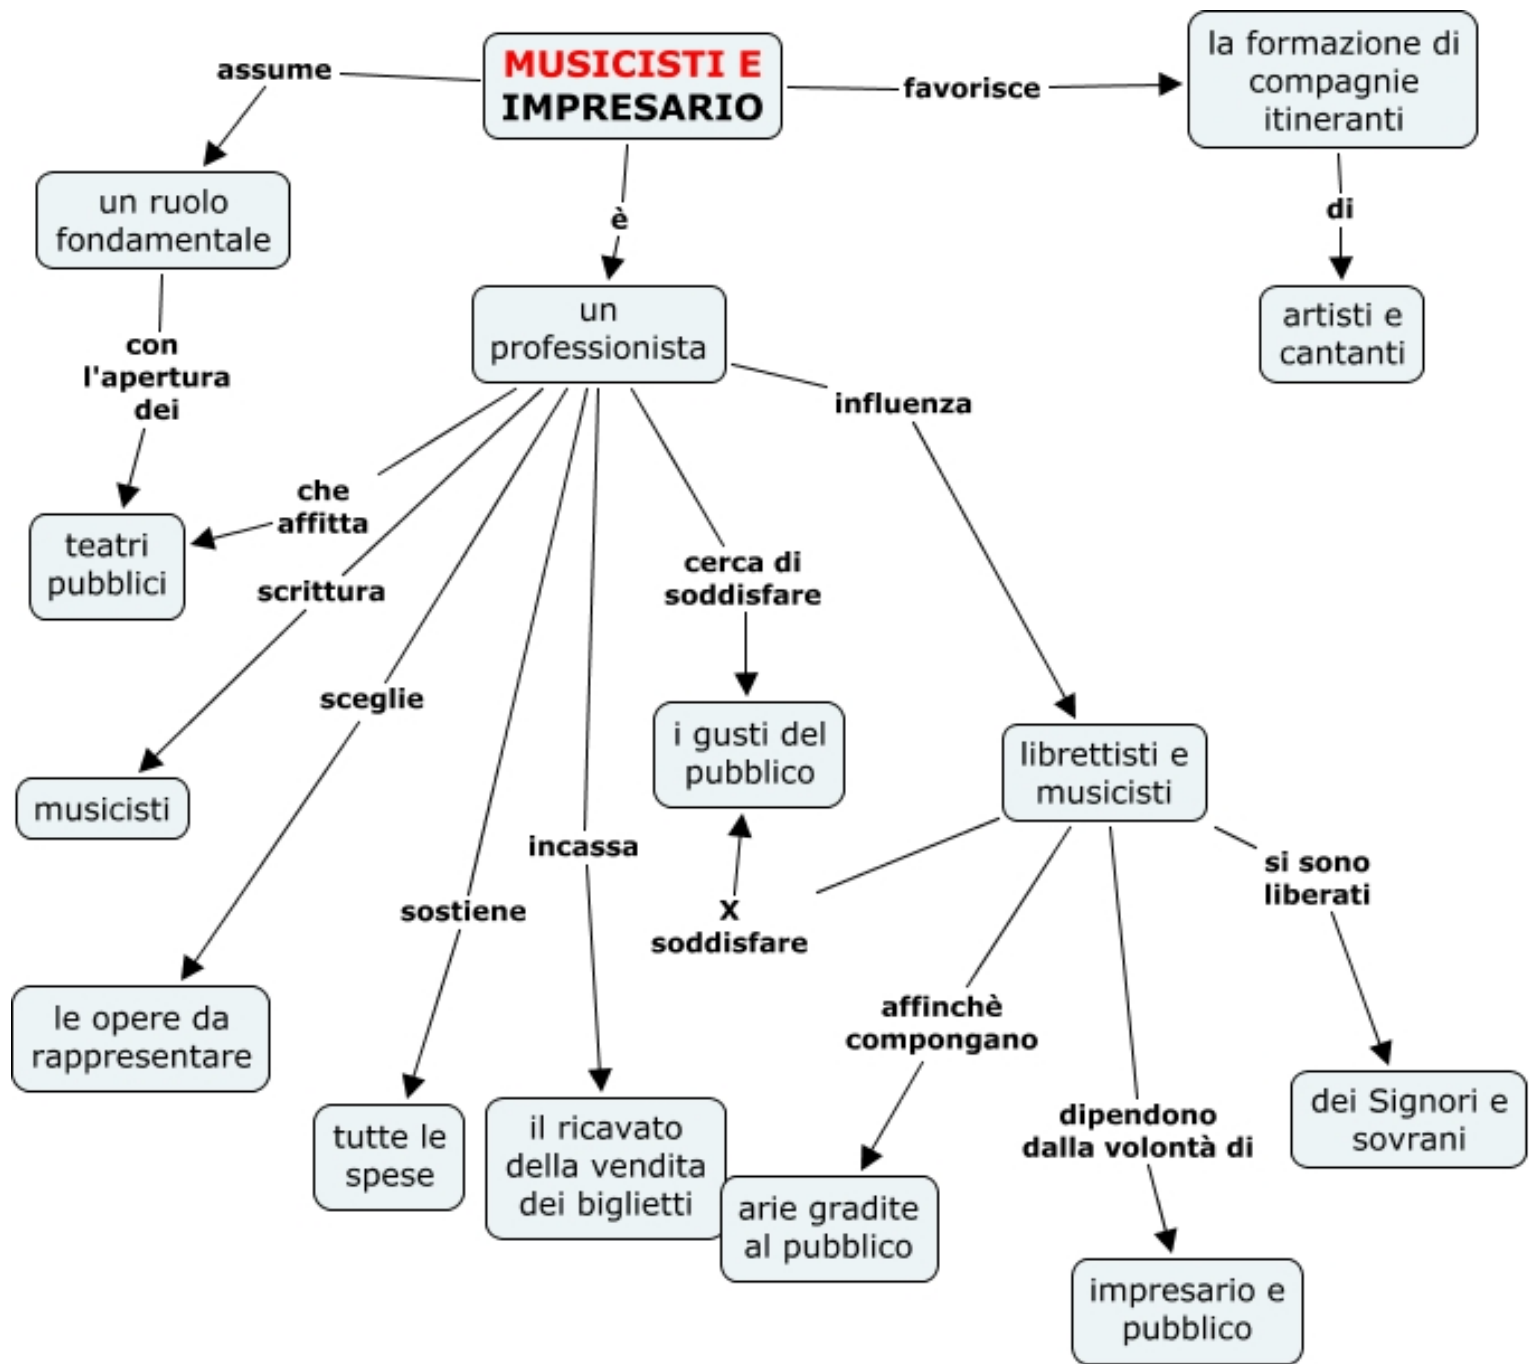 MUSICISTI E
IMPRESARIO
assume
favorisce
la formazione di
compagnie
itineranti
un ruolo
fondamentale
è
di
un
professionista
artisti e
cantanti
con
l'apertura
dei
influenza
che
affitta
teatri
pubblici
scrittura
cerca di
soddisfare
sceglie
i gusti del
pubblico
librettisti e
musicisti
musicisti
incassa
si sono
liberati
sostiene
X
soddisfare
affinchè
compongano
le opere da
rappresentare
dipendono
dalla volontà di
dei Signori e
sovrani
tutte le
spese
il ricavato
della vendita
dei biglietti
arie gradite
al pubblico
impresario e
pubblico